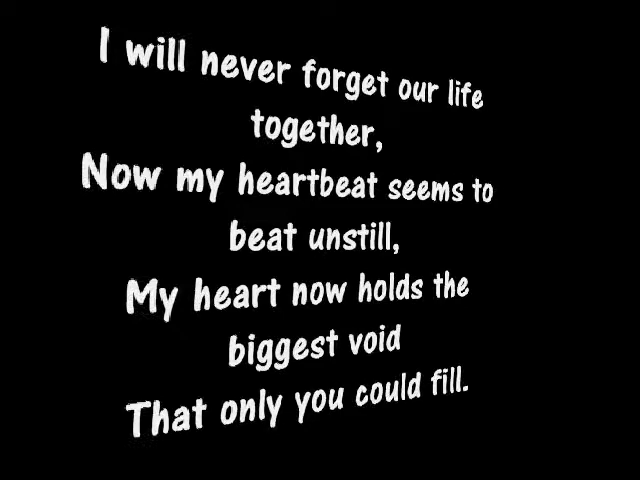 I will never forget our life
together,
Now my heartbeat seems to
beat unstill,
My heart now holds the
biggest void
That only you could fill.